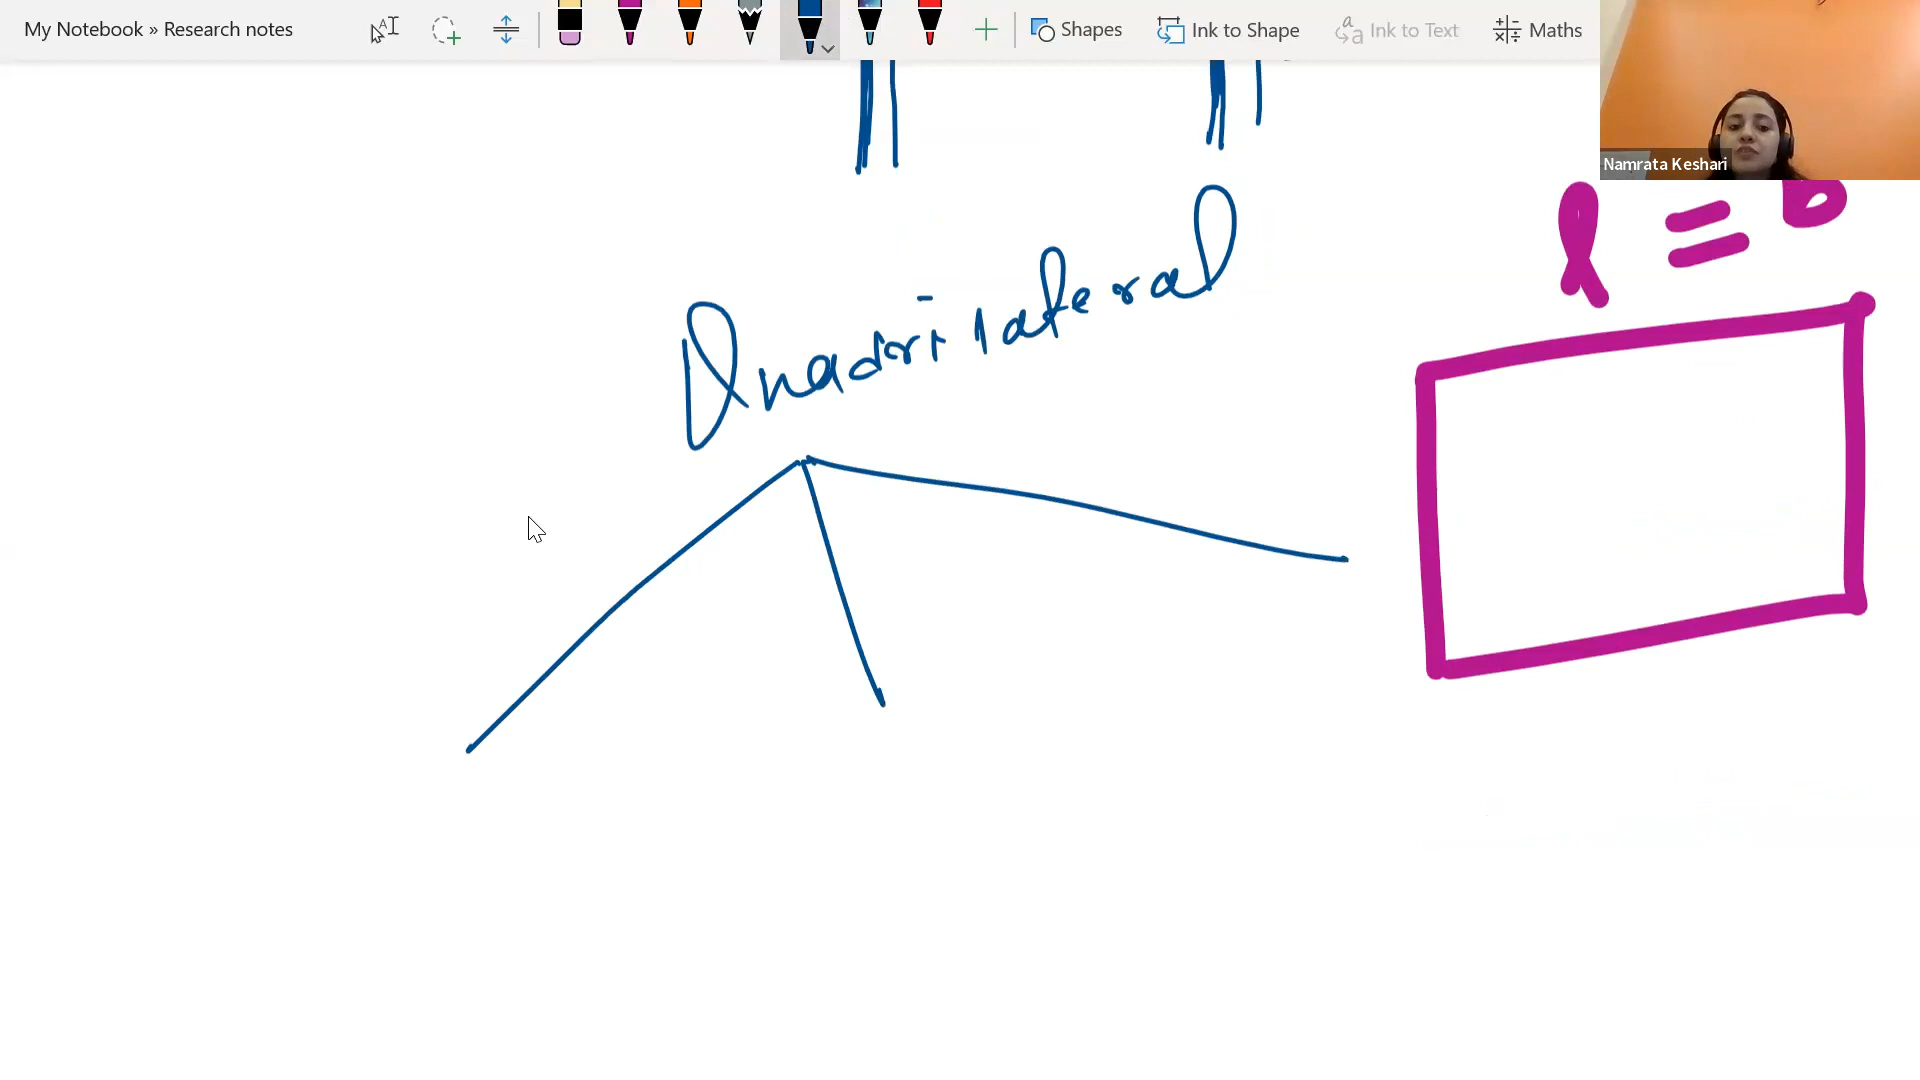 My Notebook » Research notes
Shapes
Ink to Shape
Ink to Text
Maths
Namrata Keshari
l = b
Quadrilateral